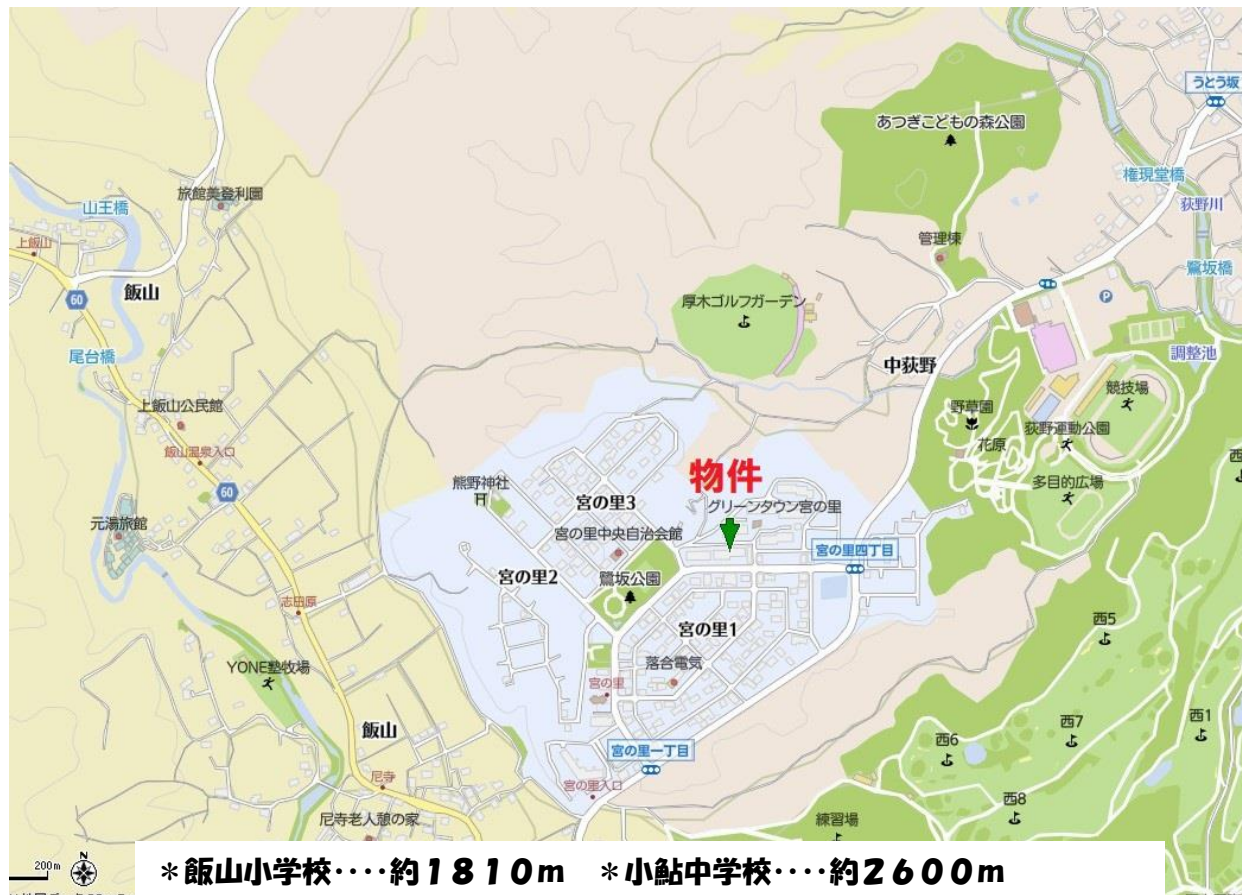 うとう坂
あつぎこどもの森公園
権現堂橋
荻野川
旅館美登利園
山王橋
上飯山
管理棟
鷺坂橋
60
飯山
厚木ゴルフガーデン
P
尾台橋
中荻野
調整池
競技場
野草園
上飯山公民館
荻野運動公園
花原
飯山温泉入口
西
物件
熊野神社
多目的広場
60
宮の里3
グリーンタウン宮の里
元湯旅館
宮の里中央自治会館
宮の里四丁目
宮の里2
鷺坂公園
志田原
宮の里1
西5
YONE塾牧場
落合電気
宮の里
西7
西1
飯山
西6
宮の里一丁目
尼寺
宮の里入口
西8
尼寺老人憩の家
練習場
200m
N
*飯山小学校‥‥約1810m *小鮎中学校‥‥約2600m